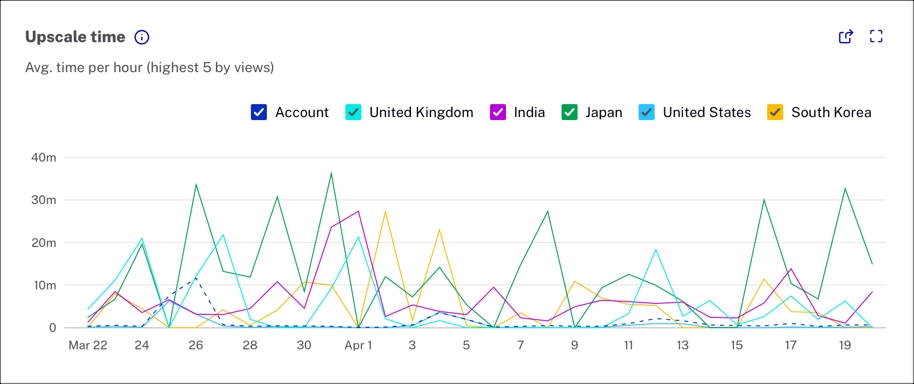 Upscale time
Avg. time per hour (highest 5 by views)
Account United Kingdom India Japan United States South Korea
40m
30m
20m
10m
0
Mar 22 24 26 28 30 Apr 1 3 5 7 9 11 13 15 17 19